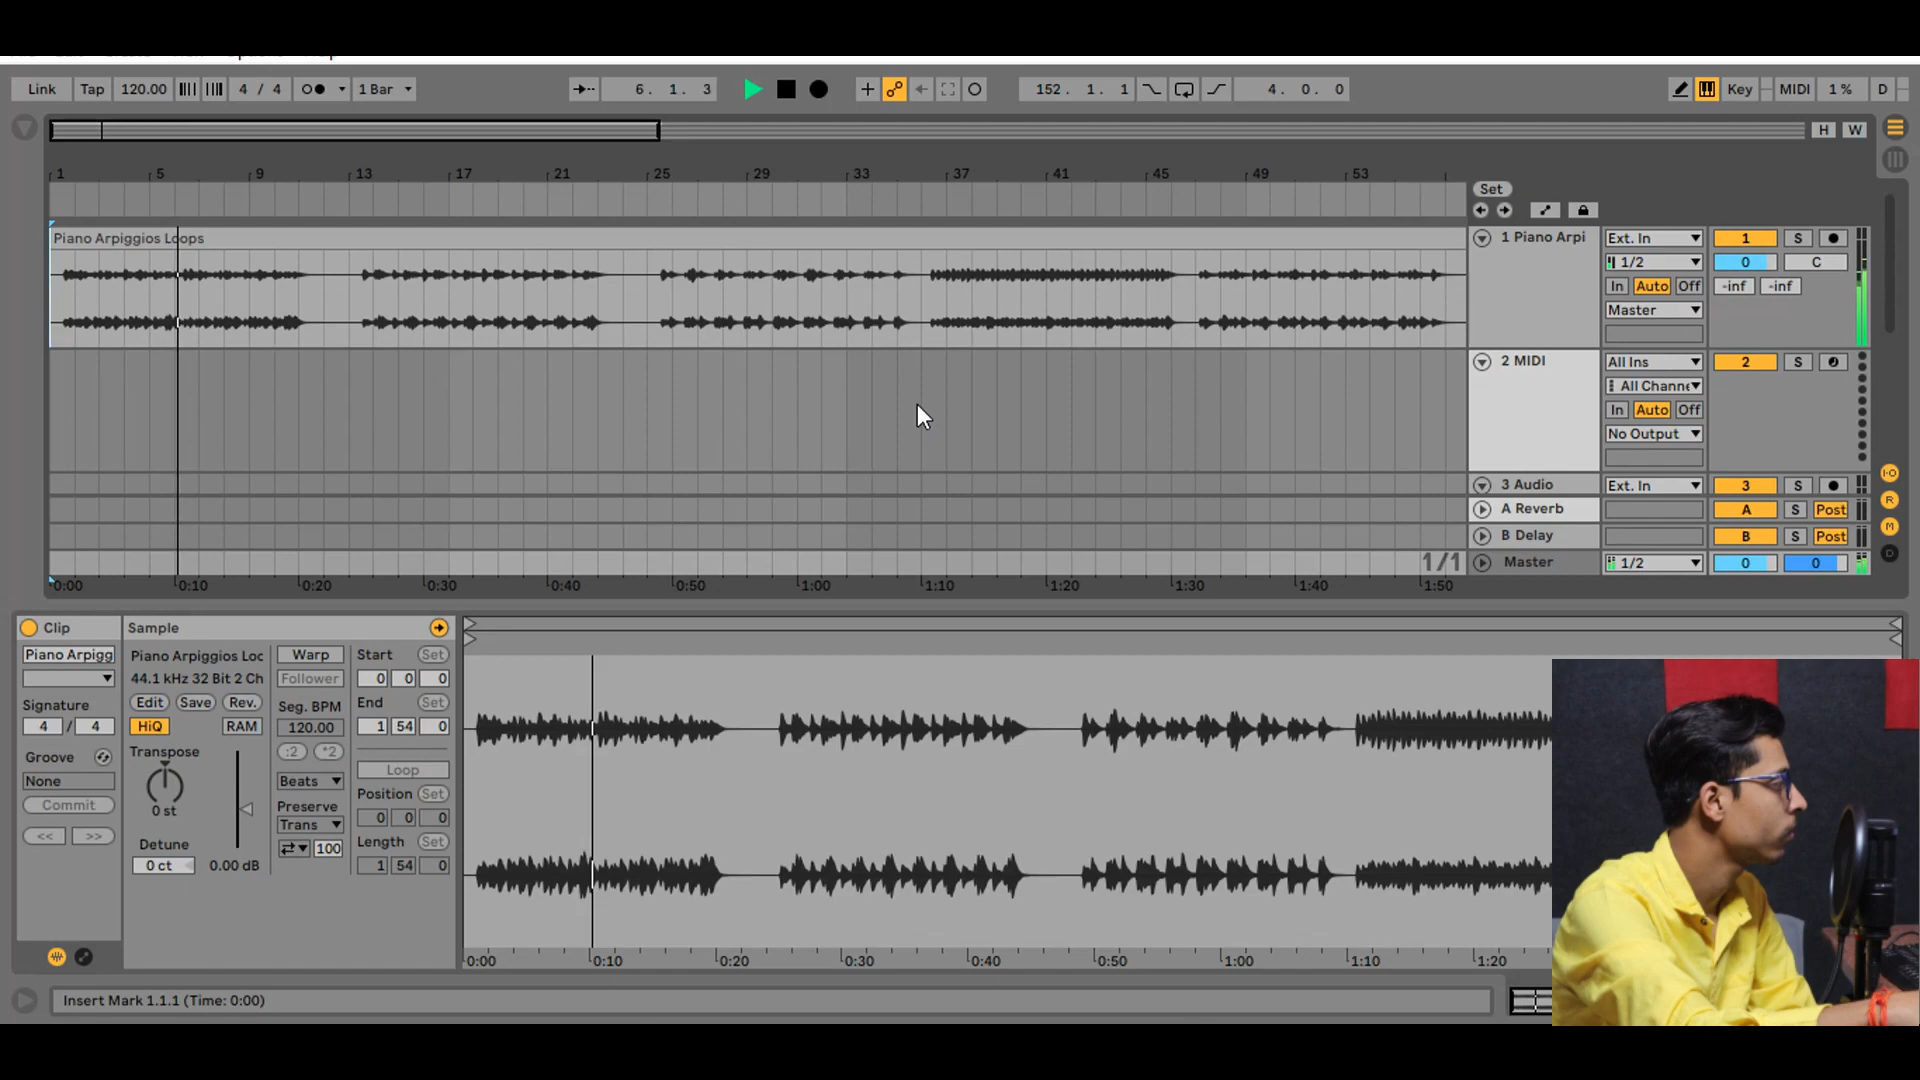 Link Tap 120.00 4 / 4 1 Bar 6. 1. 3 152. 1. 1 4. 0. 0 Key MIDI 1 % D
H W
1 5 9 13 17 21 25 29 33 37 41 45 49 53
Set
Piano Arpiggios Loops
1 Piano Arpi Ext. In 1 S
1/2 0 C
In Auto Off -inf -inf
Master
2 MIDI All Ins 2 S
All Channe
In Auto Off
No Output
3 Audio Ext. In 3 S
A Reverb A S Post
B Delay B S Post
1/1 Master 1/2 0 0
I·O
R
M
D
0:00 0:10 0:20 0:30 0:40 0:50 1:00 1:10 1:20 1:30 1:40 1:50
Clip
Piano Arpigg
Signature
4 / 4
Groove
None
Commit
<< >>
Sample
Piano Arpiggios Loc
44.1 kHz 32 Bit 2 Ch
Edit Save Rev.
HiQ RAM
Transpose
0 st
Detune
0 ct 0.00 dB
Warp
Follower
Seg. BPM
120.00
:2 *2
Beats
Preserve
Trans
100
Start Set
0 0 0
End Set
1 54 0
Loop
Position Set
0 0 0
Length Set
1 54 0
0:00 0:10 0:20 0:30 0:40 0:50 1:00 1:10 1:20
Insert Mark 1.1.1 (Time: 0:00)